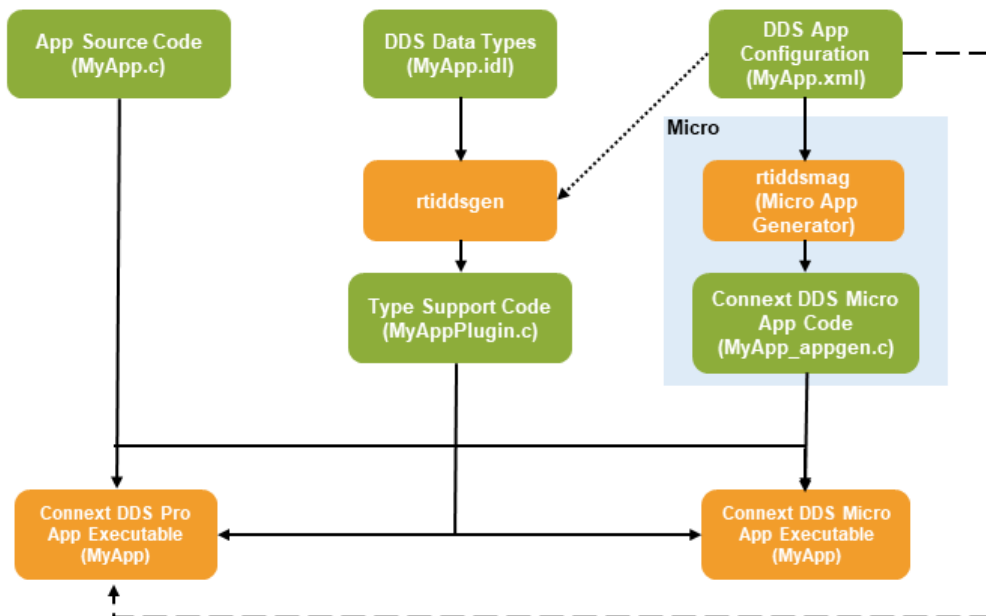 App Source Code
(MyApp.c)
DDS Data Types
(MyApp.idl)
DDS App
Configuration
(MyApp.xml)
Micro
rtiddsgen
rtiddsmag
(Micro App
Generator)
Type Support Code
(MyAppPlugin.c)
Connext DDS Micro
App Code
(MyApp_appgen.c)
Connext DDS Pro
App Executable
(MyApp)
Connext DDS Micro
App Executable
(MyApp)